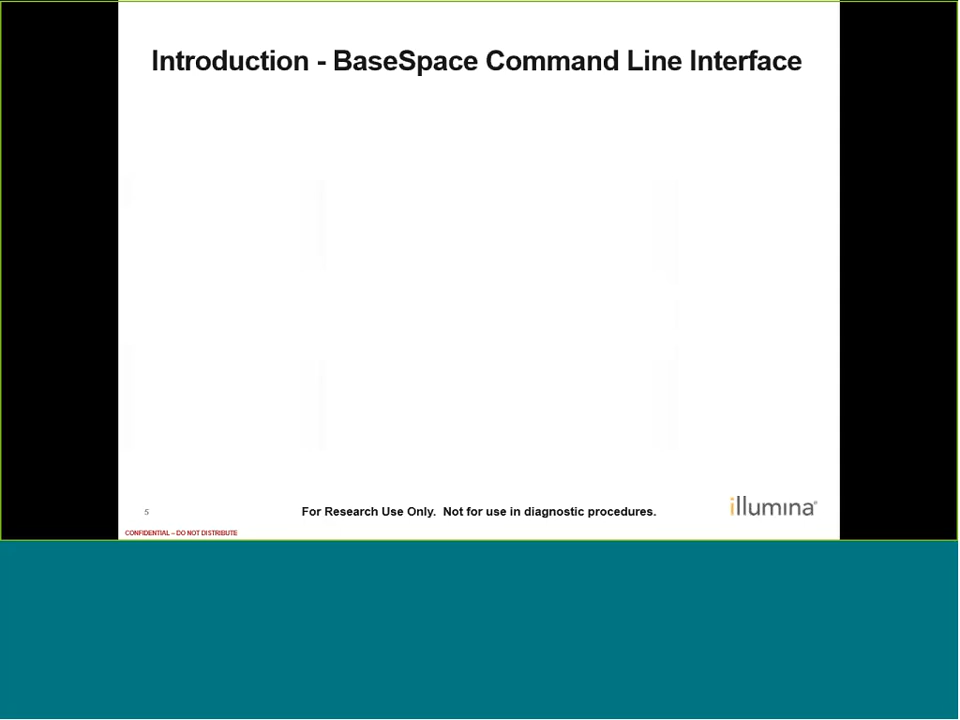 Introduction - BaseSpace Command Line Interface
5
For Research Use Only. Not for use in diagnostic procedures.
illumina®
CONFIDENTIAL – DO NOT DISTRIBUTE